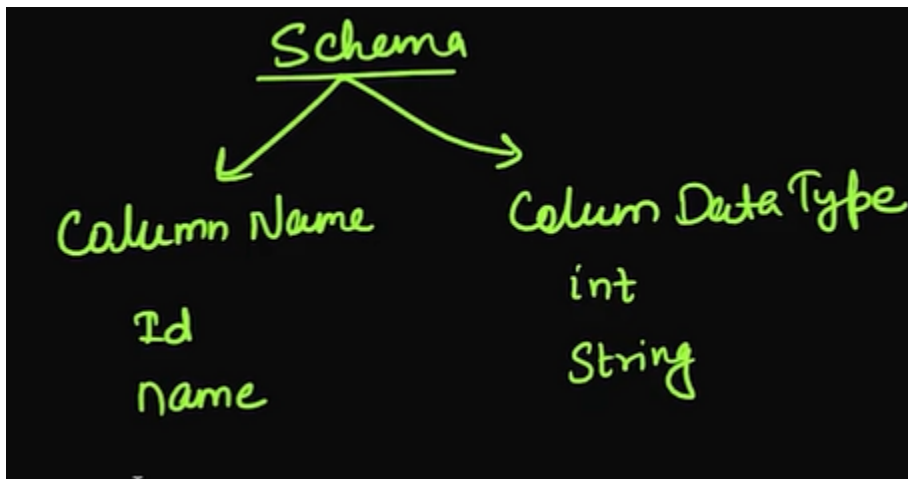 Schema
Column Name
Id
name
Colum Data Type
int
String